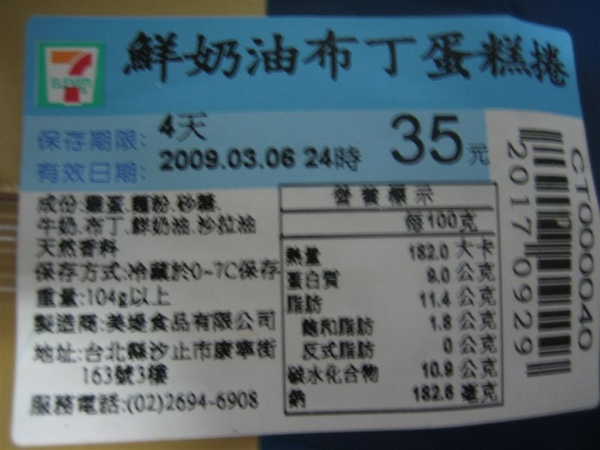 鮮奶油布丁蛋糕捲
7
ELEVEN
保存期限: 4天
有效日期: 2009.03.06 24時
35元
成份:雞蛋.麵粉.砂糖.
牛奶.布丁.鮮奶油.沙拉油
天然香料
保存方式:冷藏於0~7C保存
重量:104g以上
製造商:美媞食品有限公司
地址:台北縣汐止市康寧街
163號3樓
服務電話:(02)2694-6908
營養標示
每100克
熱量 182.0 大卡
蛋白質 9.0 公克
脂肪 11.4 公克
飽和脂肪 1.8 公克
反式脂肪 0 公克
碳水化合物 10.9 公克
鈉 182.6 毫克
CT0000040
20170929